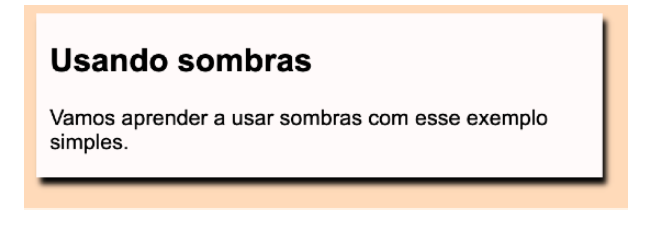 Usando sombras
Vamos aprender a usar sombras com esse exemplo
simples.